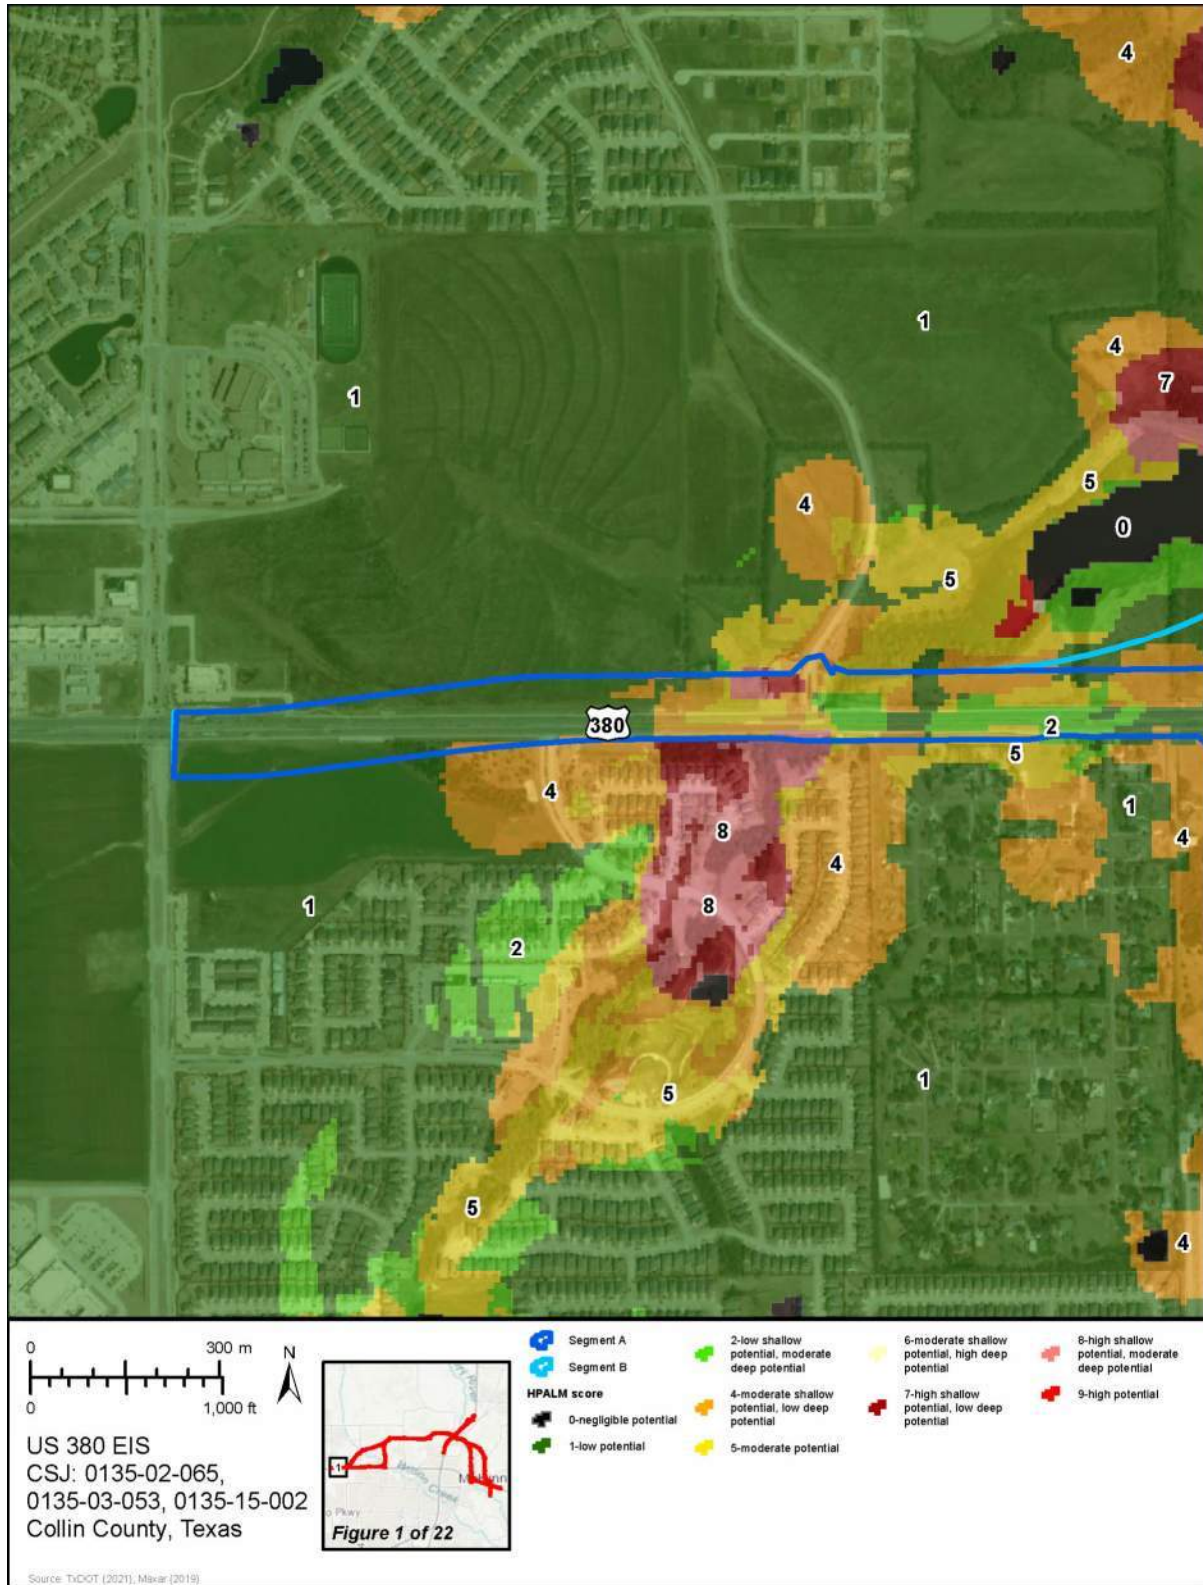 4
1
4
1
7
5
4
0
5
380
2
5
4
1
8
4
4
8
1
2
1
5
5
4
0
300 m
N
0
1,000 ft
US 380 EIS
CSJ: 0135-02-065,
0135-03-053, 0135-15-002
Collin County, Texas
1
Figure 1 of 22
Segment A
Segment B
HPALM score
0-negligible potential
1-low potential
2-low shallow
potential, moderate
deep potential
4-moderate shallow
potential, low deep
potential
5-moderate potential
6-moderate shallow
potential, high deep
potential
7-high shallow
potential, low deep
potential
8-high shallow
potential, moderate
deep potential
9-high potential
Source: TxDOT (2021), Maxar (2019)